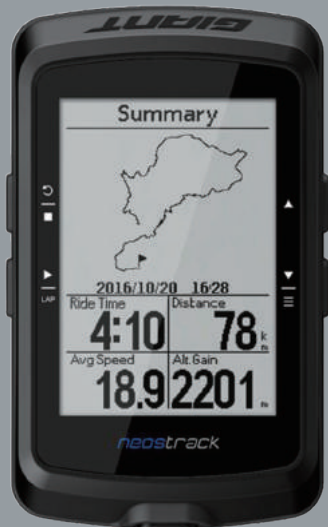 GIANT
Summary
2016/10/20 16:28
Ride Time Distance
4:10 78 km
Avg Speed Alt.Gain
18.9 2201 m
LAP
neostrack